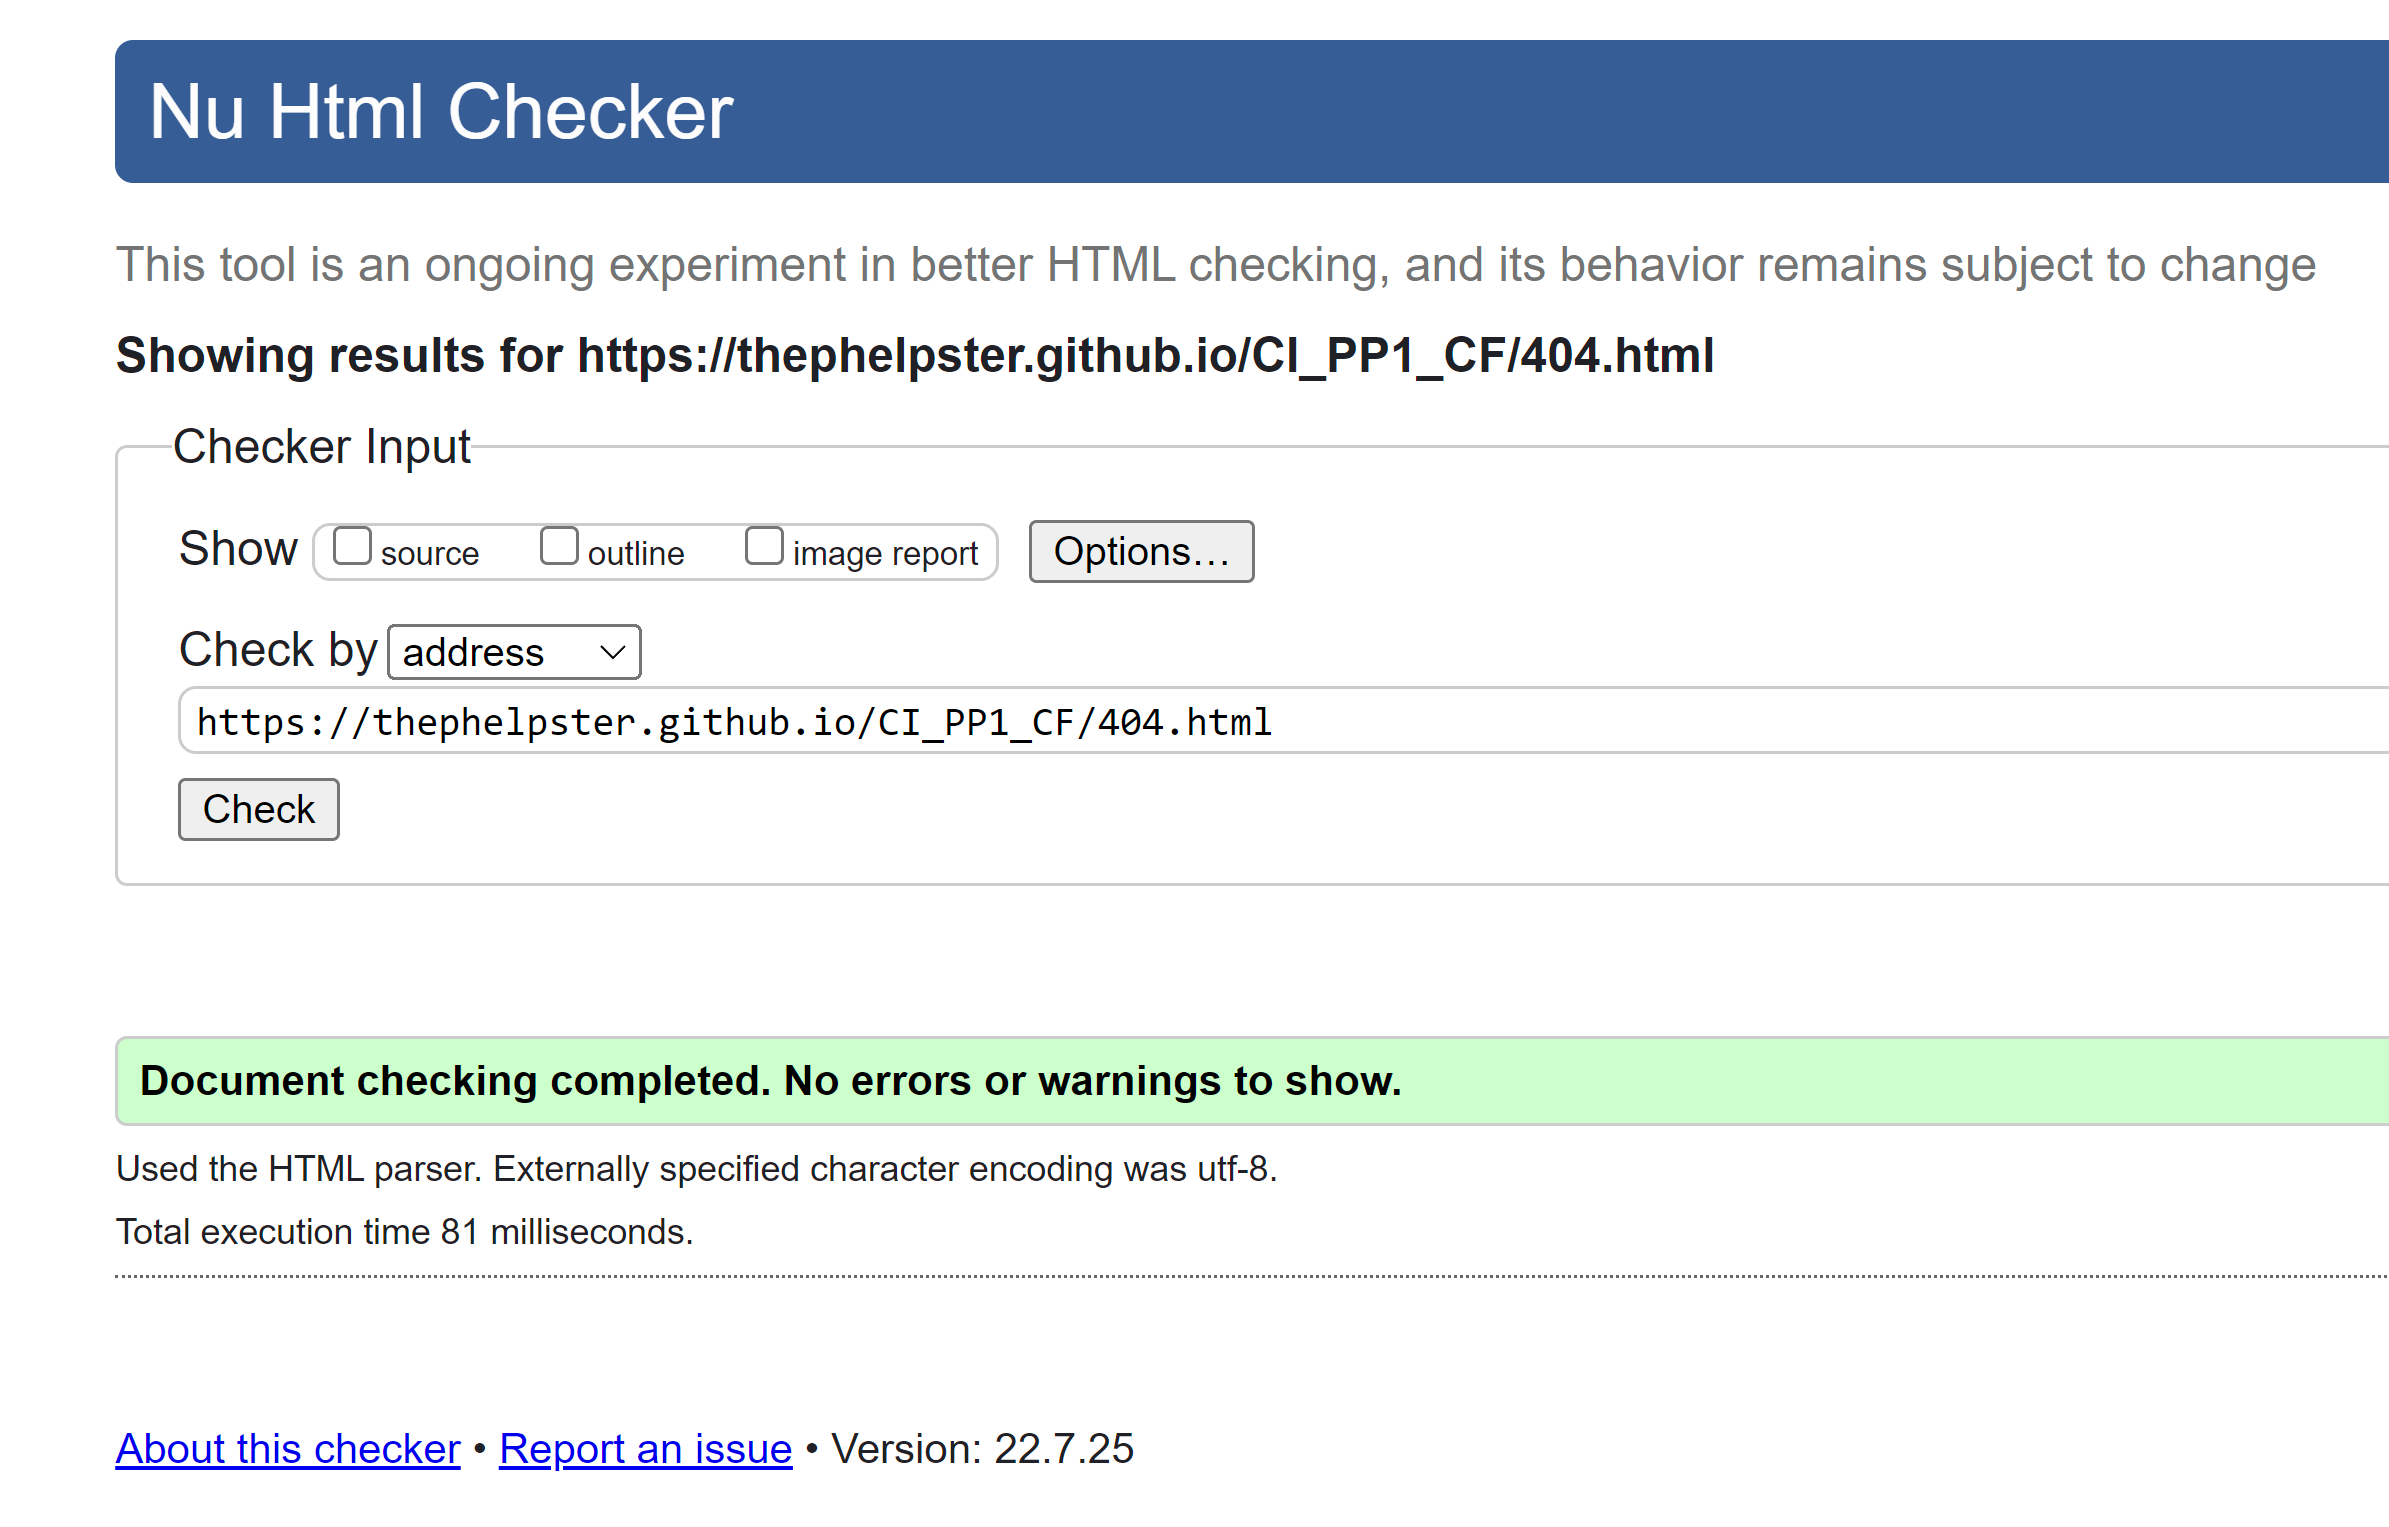 Nu Html Checker
This tool is an ongoing experiment in better HTML checking, and its behavior remains subject to change
Showing results for https://thephelpster.github.io/CI_PP1_CF/404.html
Checker Input
Show source outline image report Options…
Check by address
https://thephelpster.github.io/CI_PP1_CF/404.html
Check
Document checking completed. No errors or warnings to show.
Used the HTML parser. Externally specified character encoding was utf-8.
Total execution time 81 milliseconds.
About this checker • Report an issue • Version: 22.7.25